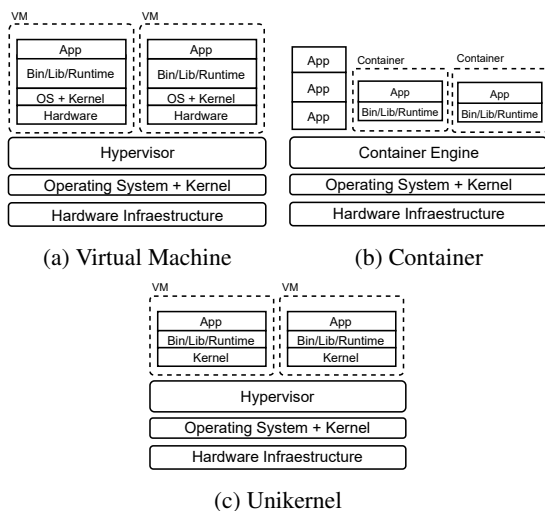 VM
VM
App
App
Bin/Lib/Runtime
Bin/Lib/Runtime
OS + Kernel
OS + Kernel
Hardware
Hardware
Hypervisor
Operating System + Kernel
Hardware Infraestructure
(a) Virtual Machine
App
App
App
Container
Container
App
App
Bin/Lib/Runtime
Bin/Lib/Runtime
Container Engine
Operating System + Kernel
Hardware Infraestructure
(b) Container
VM
VM
App
App
Bin/Lib/Runtime
Bin/Lib/Runtime
Kernel
Kernel
Hypervisor
Operating System + Kernel
Hardware Infraestructure
(c) Unikernel